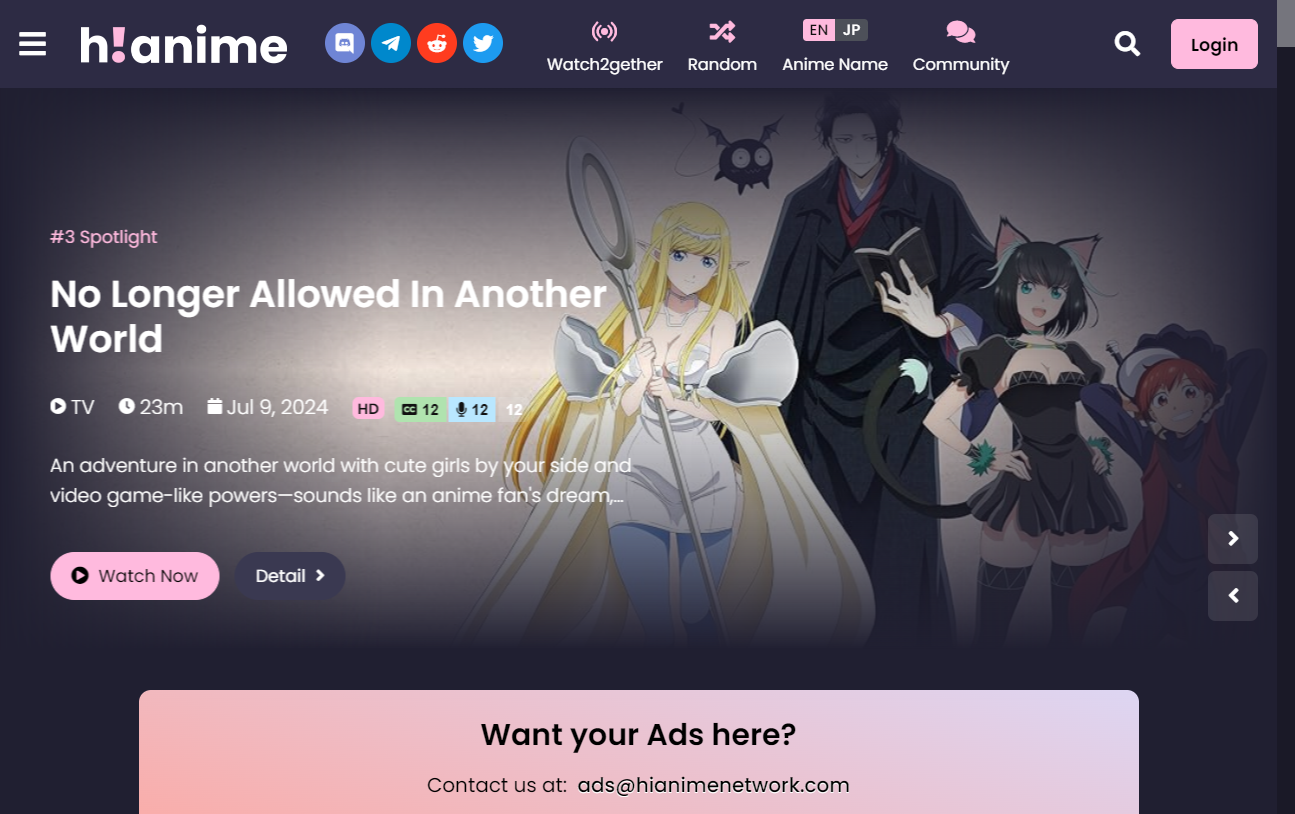 h!anime
Watch2gether
Random
EN JP
Anime Name
Community
Login
#3 Spotlight
No Longer Allowed In Another
World
TV 23m Jul 9, 2024 HD CC 12 12 12
An adventure in another world with cute girls by your side and
video game-like powers—sounds like an anime fan's dream,...
Watch Now
Detail
Want your Ads here?
Contact us at: ads@hianimenetwork.com